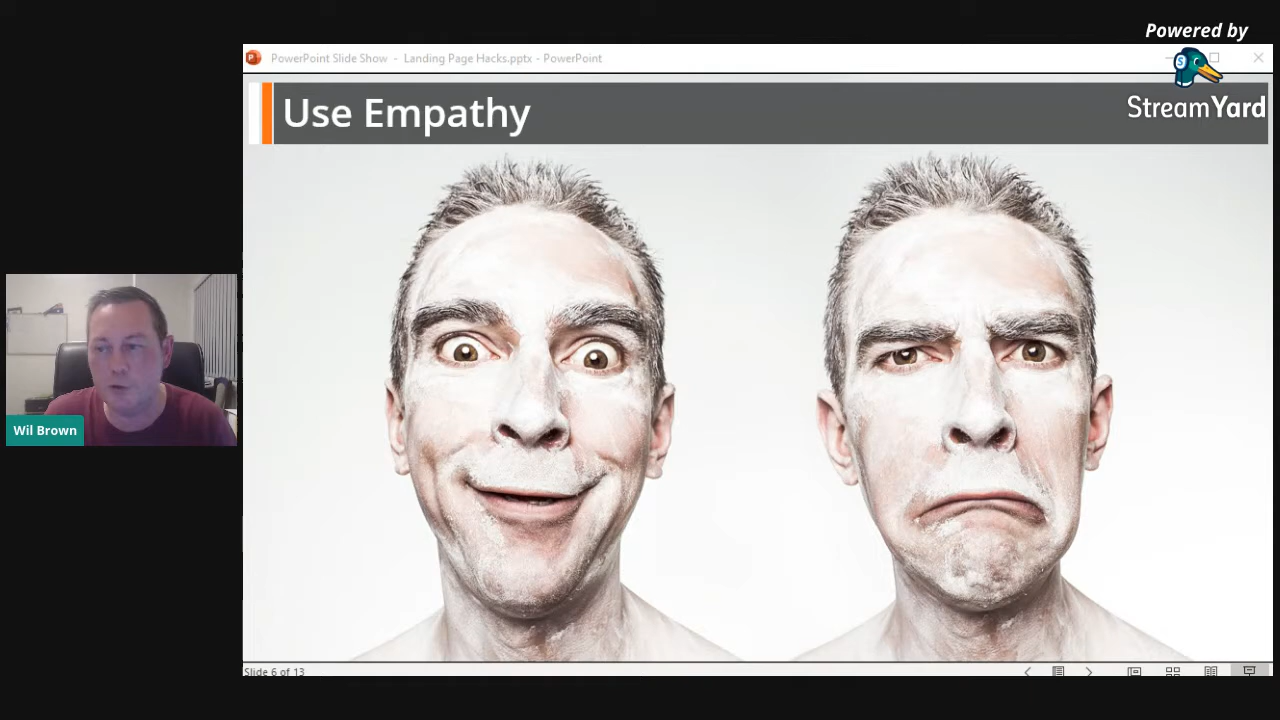 Powered by
StreamYard
PowerPoint Slide Show - Landing Page Hacks.pptx - PowerPoint
Use Empathy
Wil Brown
Slide 6 of 13